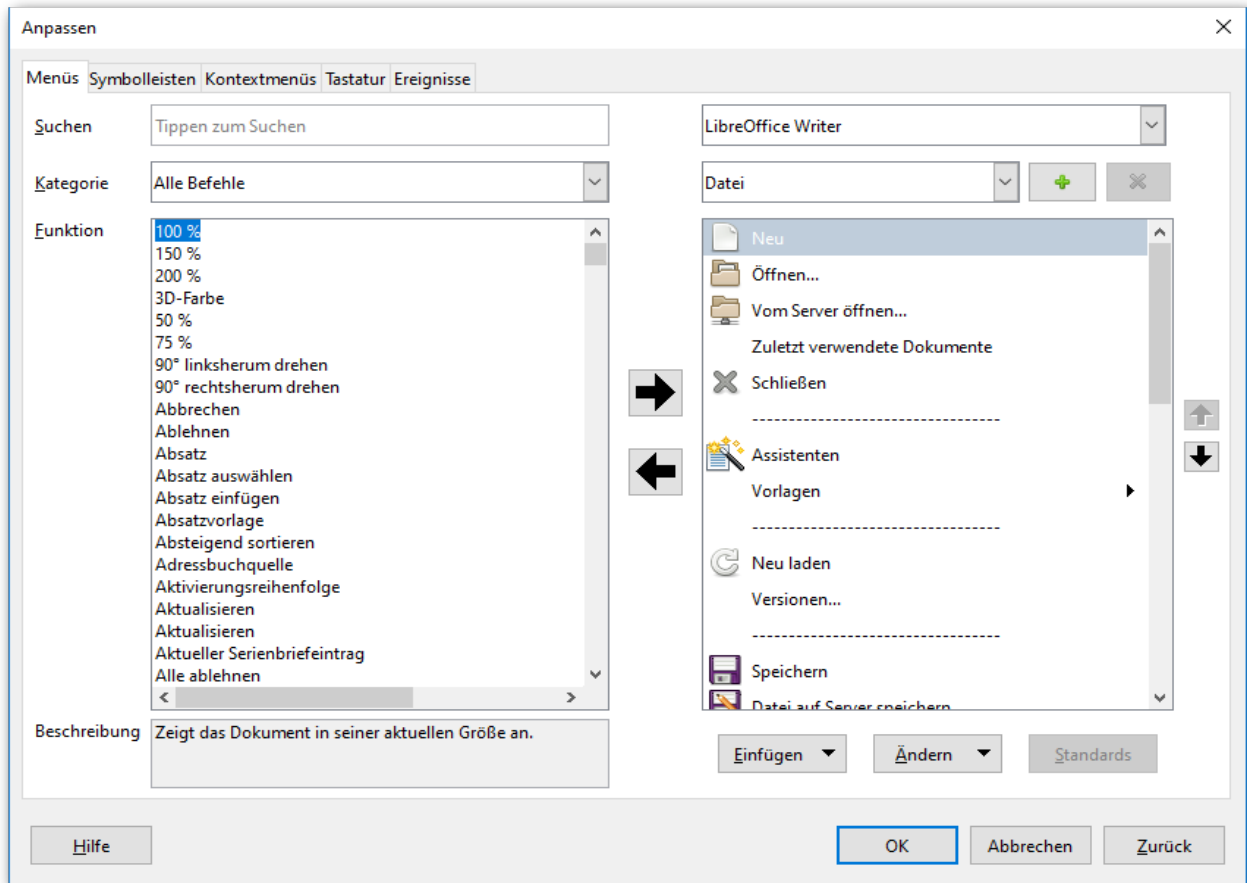 Anpassen
Menüs Symbolleisten Kontextmenüs Tastatur Ereignisse
Suchen
Tippen zum Suchen
Kategorie
Alle Befehle
Funktion
100 %
150 %
200 %
3D-Farbe
50 %
75 %
90° linksherum drehen
90° rechtsherum drehen
Abbrechen
Ablehnen
Absatz
Absatz auswählen
Absatz einfügen
Absatzvorlage
Absteigend sortieren
Adressbuchquelle
Aktivierungsreihenfolge
Aktualisieren
Aktualisieren
Aktueller Serienbriefeintrag
Alle ablehnen
Beschreibung
Zeigt das Dokument in seiner aktuellen Größe an.
LibreOffice Writer
Datei
Neu
Öffnen...
Vom Server öffnen...
Zuletzt verwendete Dokumente
Schließen
----------------------------------
Assistenten
Vorlagen
----------------------------------
Neu laden
Versionen...
----------------------------------
Speichern
Datei auf Server speichern
Einfügen
Ändern
Standards
Hilfe
OK
Abbrechen
Zurück